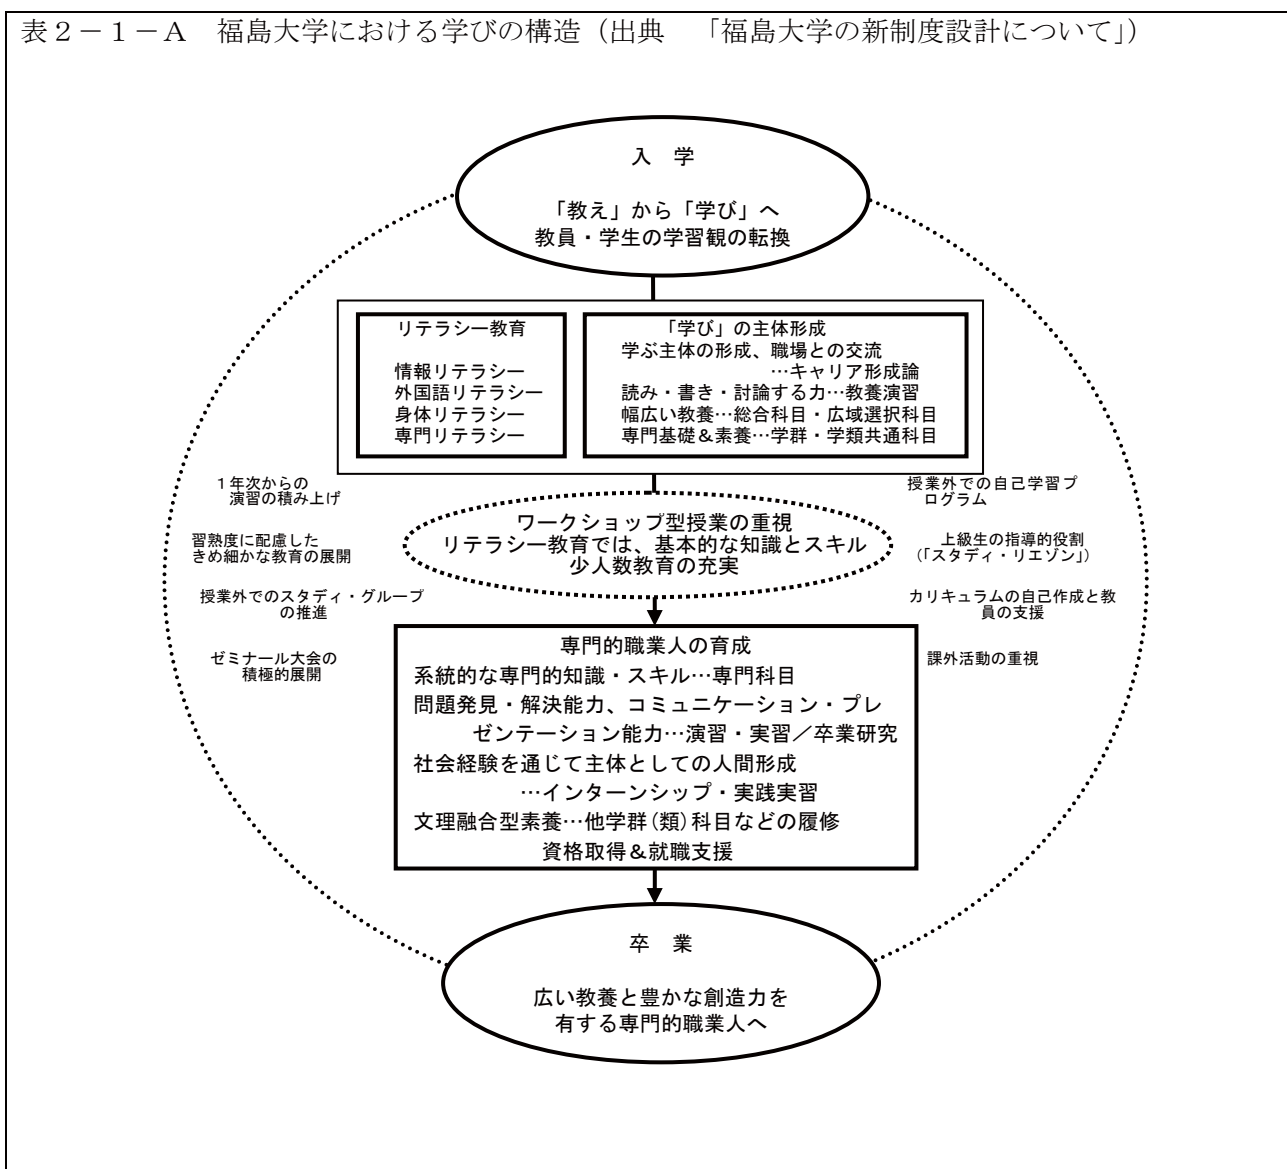 表２－１－Ａ　福島大学における学びの構造（出典　「福島大学の新制度設計について」）
入　学
「教え」から「学び」へ
教員・学生の学習観の転換
リテラシー教育
情報リテラシー
外国語リテラシー
身体リテラシー
専門リテラシー
「学び」の主体形成
学ぶ主体の形成、職場との交流
…キャリア形成論
読み・書き・討論する力…教養演習
幅広い教養…総合科目・広域選択科目
専門基礎＆素養…学群・学類共通科目
１年次からの
演習の積み上げ
習熟度に配慮した
きめ細かな教育の展開
授業外でのスタディ・グループ
の推進
ゼミナール大会の
積極的展開
ワークショップ型授業の重視
リテラシー教育では、基本的な知識とスキル
少人数教育の充実
授業外での自己学習プ
ログラム
上級生の指導的役割
（「スタディ・リエゾン」）
カリキュラムの自己作成と教
員の支援
課外活動の重視
専門的職業人の育成
系統的な専門的知識・スキル…専門科目
問題発見・解決能力、コミュニケーション・プレ
ゼンテーション能力…演習・実習／卒業研究
社会経験を通じて主体としての人間形成
…インターンシップ・実践実習
文理融合型素養…他学群（類）科目などの履修
資格取得＆就職支援
卒　業
広い教養と豊かな創造力を
有する専門的職業人へ